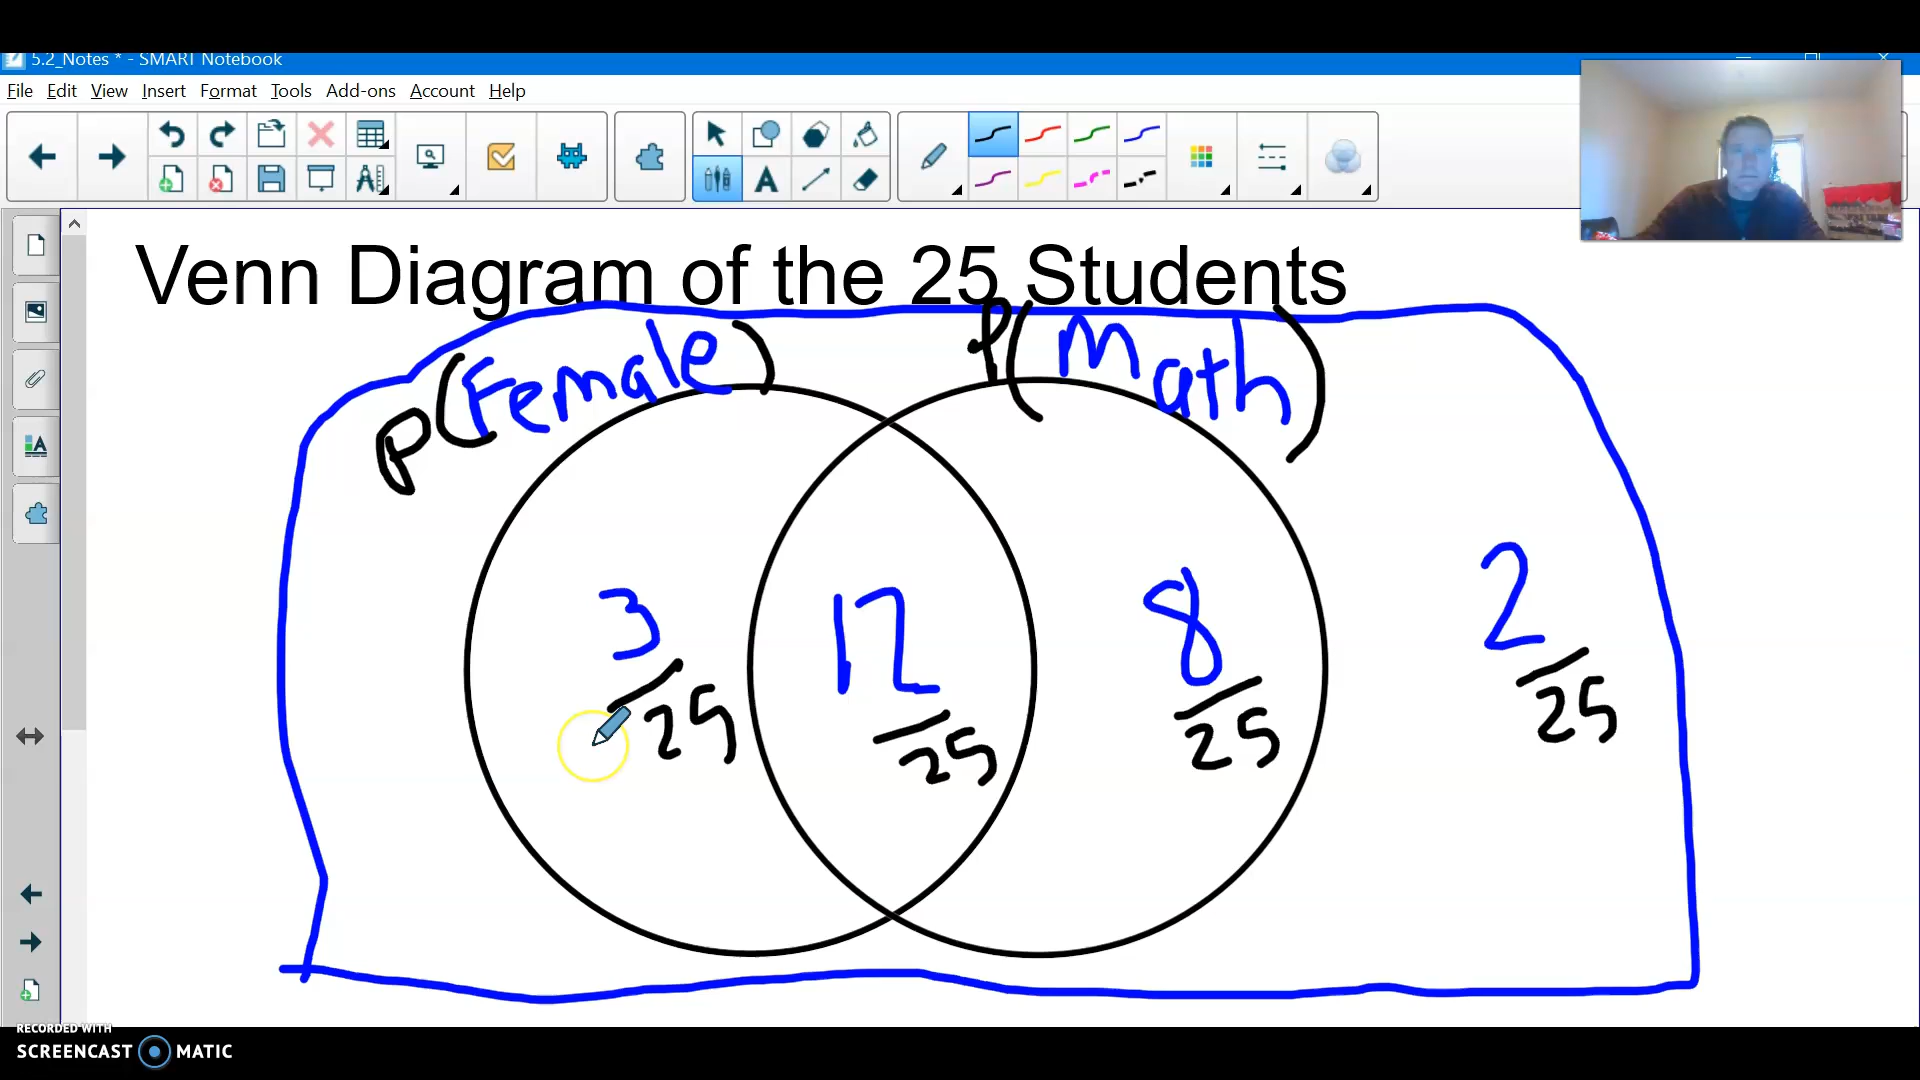 5.2_Notes * - SMART Notebook
File Edit View Insert Format Tools Add-ons Account Help
Venn Diagram of the 25 Students
P(Female) P(Math)
3/25 12/25 8/25 2/25
RECORDED WITH
SCREENCAST MATIC